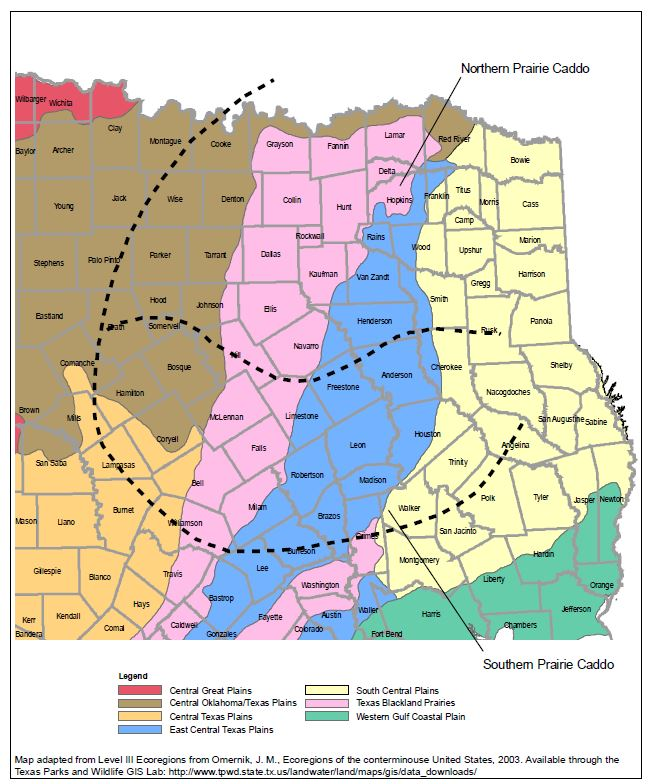 Northern Prairie Caddo
Wilbarger
Wichita
Clay
Montague
Cooke
Grayson
Fannin
Lamar
Red River
Bowie
Baylor
Archer
Delta
Young
Jack
Wise
Denton
Collin
Hunt
Hopkins
Franklin
Titus
Morris
Cass
Camp
Rockwall
Rains
Wood
Upshur
Marion
Stephens
Palo Pinto
Parker
Tarrant
Dallas
Kaufman
Van Zandt
Gregg
Harrison
Eastland
Hood
Johnson
Ellis
Henderson
Smith
Rusk
Panola
Erath
Somervell
Hill
Navarro
Comanche
Bosque
Freestone
Anderson
Cherokee
Shelby
Brown
Mills
Hamilton
McLennan
Limestone
Nacogdoches
San Augustine
Sabine
San Saba
Lampasas
Coryell
Falls
Leon
Houston
Angelina
Bell
Robertson
Madison
Trinity
Polk
Tyler
Jasper
Newton
Mason
Llano
Burnet
Williamson
Milam
Brazos
Walker
San Jacinto
Grimes
Burleson
Montgomery
Hardin
Gillespie
Blanco
Travis
Lee
Washington
Liberty
Orange
Kerr
Kendall
Hays
Bastrop
Fayette
Austin
Waller
Harris
Chambers
Jefferson
Bandera
Comal
Caldwell
Gonzales
Colorado
Fort Bend
Southern Prairie Caddo
Legend
Central Great Plains
Central Oklahoma/Texas Plains
Central Texas Plains
East Central Texas Plains
South Central Plains
Texas Blackland Prairies
Western Gulf Coastal Plain
Map adapted from Level III Ecoregions from Omernik, J. M., Ecoregions of the conterminouse United States, 2003. Available through the
Texas Parks and Wildlife GIS Lab: http://www.tpwd.state.tx.us/landwater/land/maps/gis/data_downloads/